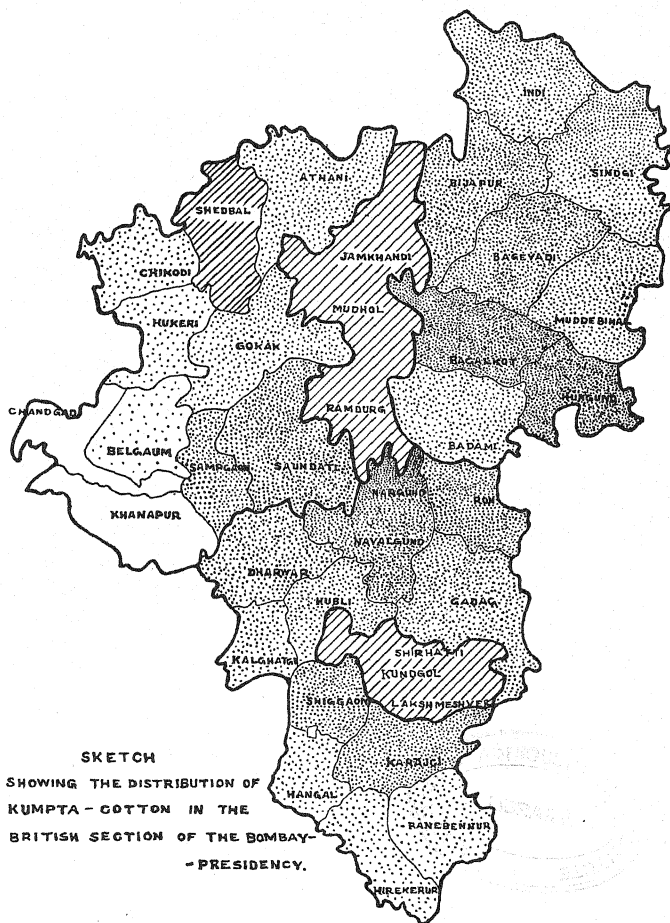 INDI
SINDGI
ATHANI
BIJAPUR
SHEDBAL
JAMKHANDI
BAGEVADI
CHIKODI
MUDHOL
MUDDEBIHAL
HUKERI
GOKAK
BAGALKOT
HUNGUND
RAMDURG
CHANDGAD
BADAMI
BELGAUM
SAMPGAON
SAUNDATI
NARGUND
RON
KHANAPUR
NAVALGUND
DHARWAR
HUBLI
GADAG
SHIRHATTI
KALGHATGI
KUNDGOL
SHIGGAON
LAKSHMESHVER
KARAJGI
HANGAL
RANEBENNUR
HIREKERUR
SKETCH
SHOWING THE DISTRIBUTION OF
KUMPTA-COTTON IN THE
BRITISH SECTION OF THE BOMBAY-
-PRESIDENCY.